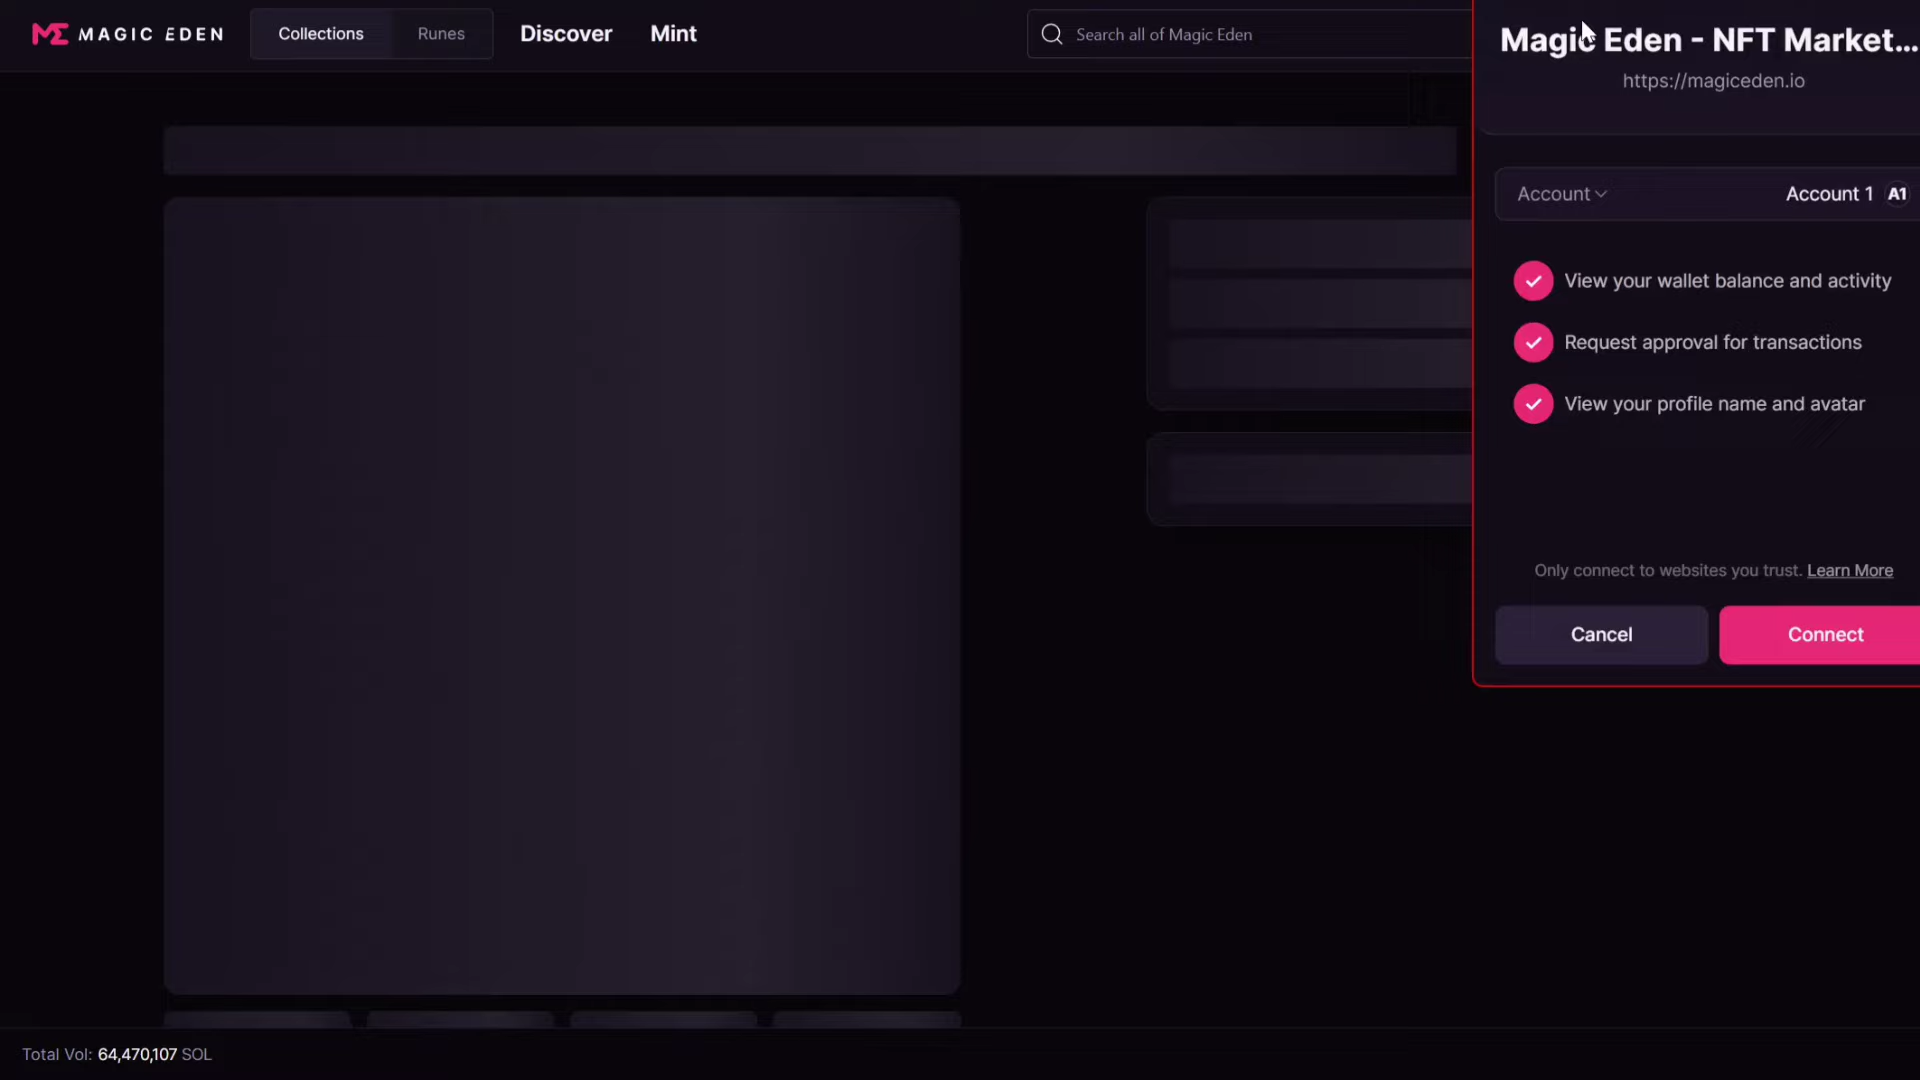 MAGIC EDEN
Collections
Runes
Discover
Mint
Search all of Magic Eden
Magic Eden - NFT Market...
https://magiceden.io
Account
Account 1
A1
View your wallet balance and activity
Request approval for transactions
View your profile name and avatar
Only connect to websites you trust. Learn More
Cancel
Connect
Total Vol: 64,470,107 SOL